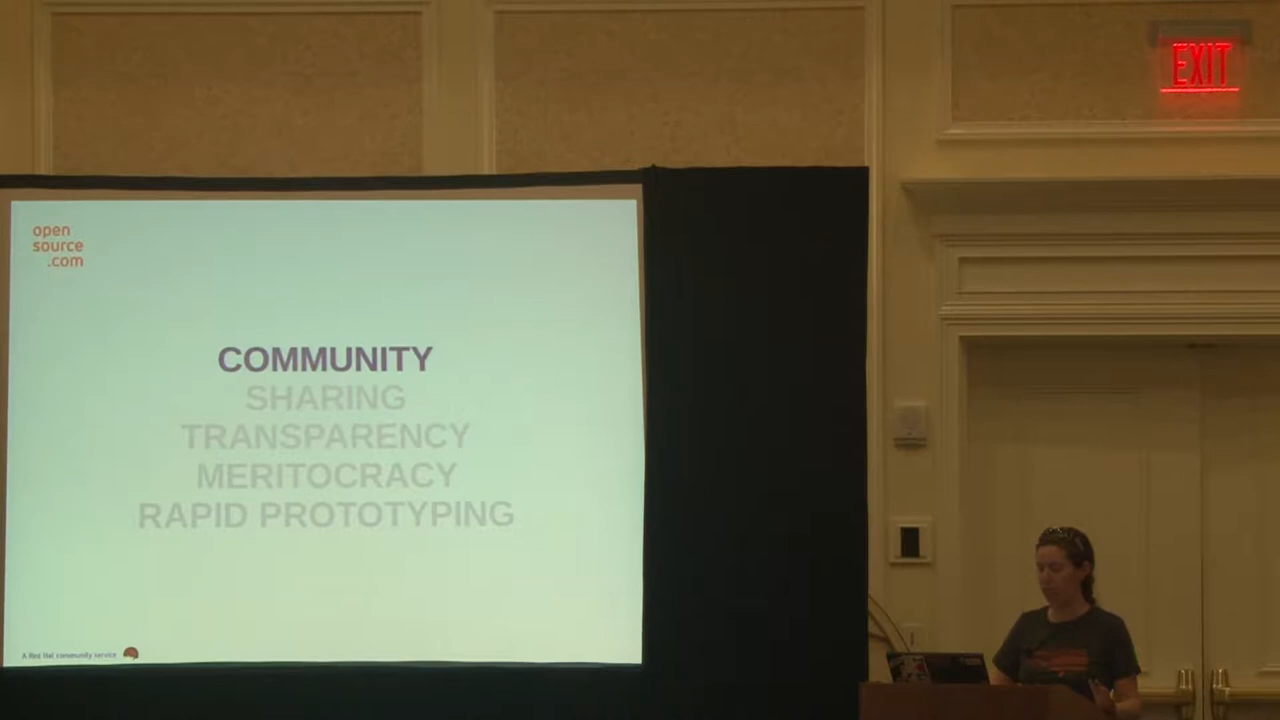 EXIT
open
source
.com
COMMUNITY
SHARING
TRANSPARENCY
MERITOCRACY
RAPID PROTOTYPING
A Red Hat community service